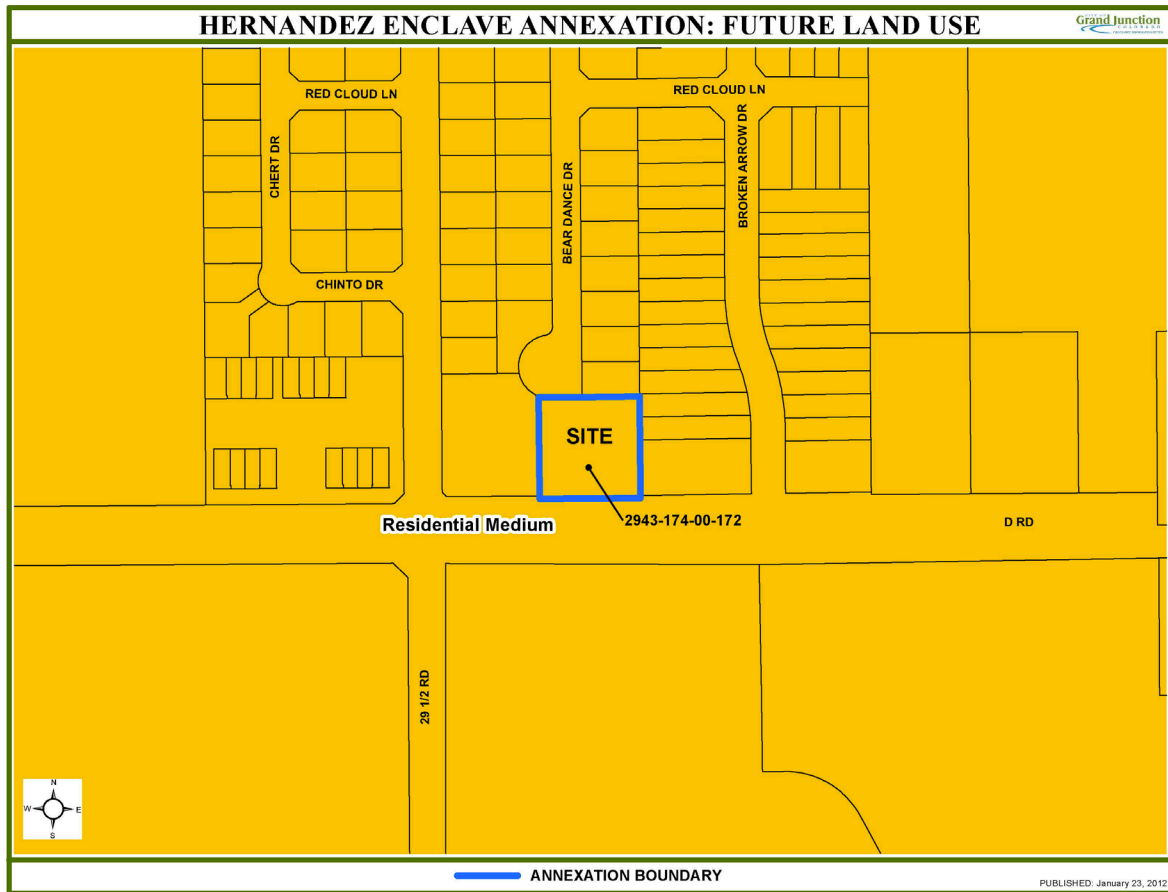 HERNANDEZ ENCLAVE ANNEXATION: FUTURE LAND USE
Grand Junction
COLORADO
RED CLOUD LN
RED CLOUD LN
CHERT DR
BEAR DANCE DR
BROKEN ARROW DR
CHINTO DR
SITE
Residential Medium
2943-174-00-172
D RD
29 1/2 RD
N
W
E
S
ANNEXATION BOUNDARY
PUBLISHED: January 23, 2012